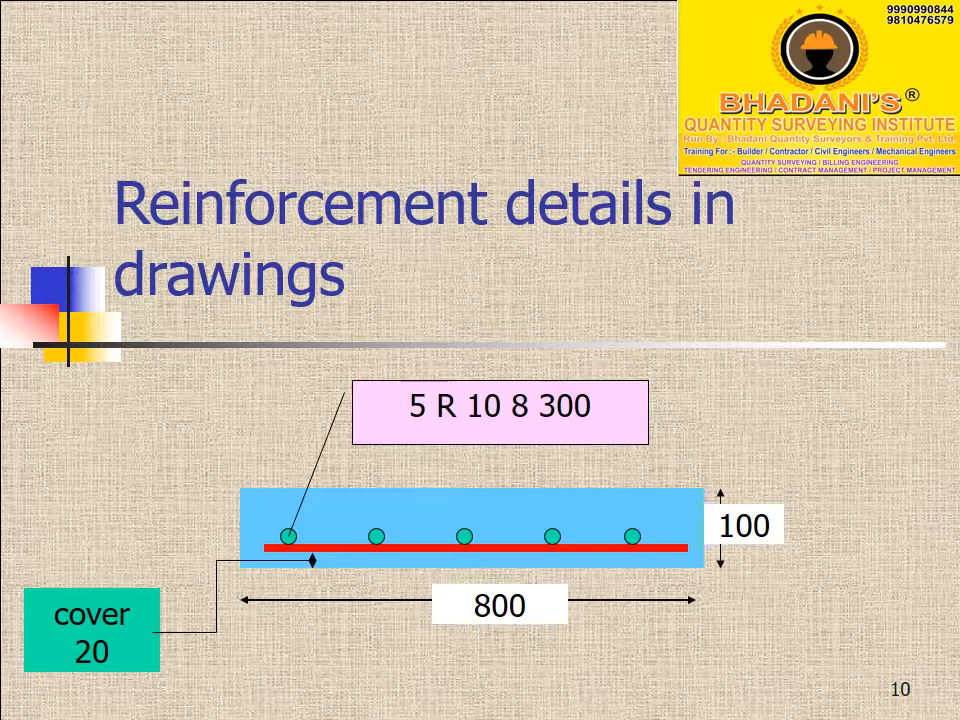 9990990844
9810476579
BHADANI'S ®
QUANTITY SURVEYING INSTITUTE
Run By:- Bhadani Quantity Surveyors & Training Pvt. Ltd.
Training For :- Builder / Contractor / Civil Engineers / Mechanical Engineers
QUANTITY SURVEYING / BILLING ENGINEERING
TENDERING ENGINEERING / CONTRACT MANAGEMENT / PROJECT MANAGEMENT
Reinforcement details in
drawings
5 R 10 8 300
100
800
cover
20
10